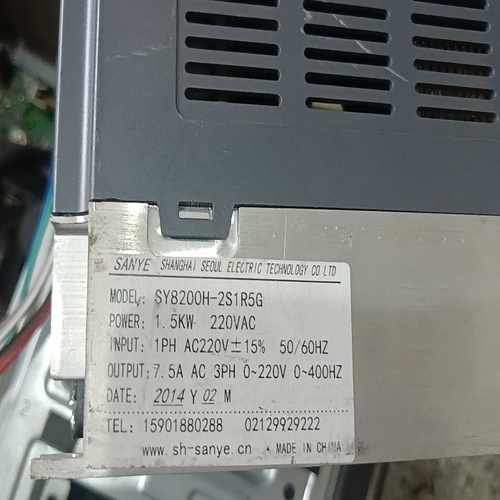 SANYE SHANGHAI SEOUL ELECTRIC TECHNOLOGY CO LTD
MODEL: SY8200H-2S1R5G
POWER: 1.5KW 220VAC
INPUT: 1PH AC220V±15% 50/60HZ
OUTPUT: 7.5A AC 3PH 0~220V 0~400HZ
DATE: 2014 Y 02 M
TEL: 15901880288 02129929222
www.sh-sanye.cn • MADE IN CHINA